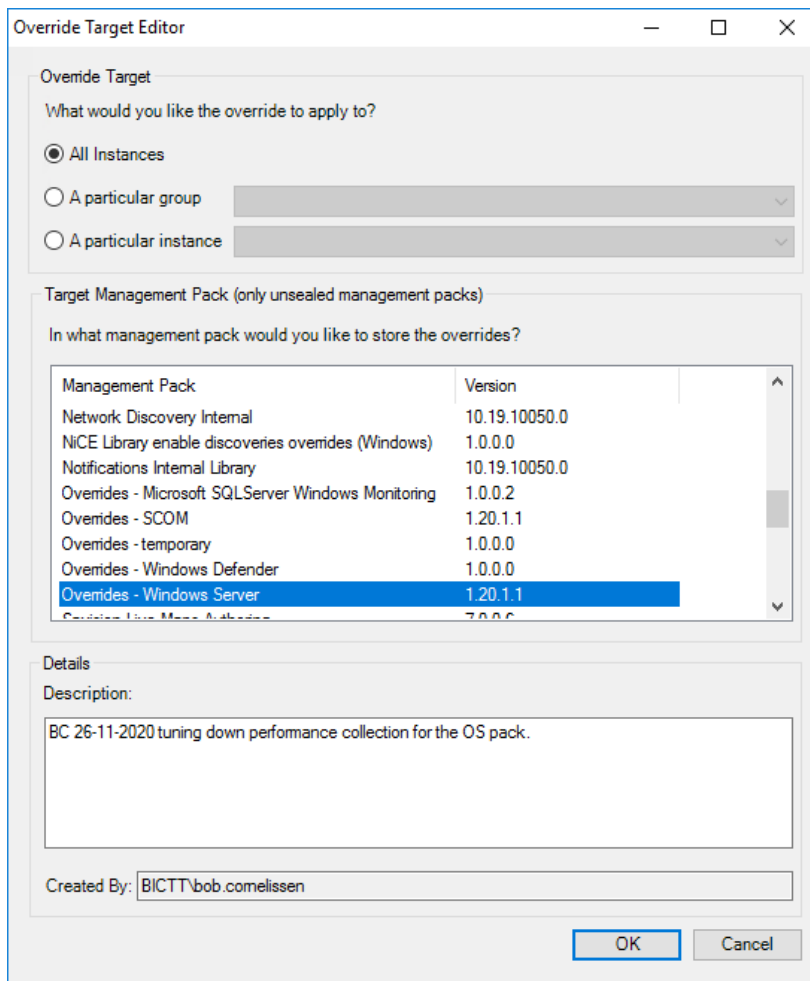 Override Target Editor
Override Target
What would you like the override to apply to?
All Instances
A particular group
A particular instance
Target Management Pack (only unsealed management packs)
In what management pack would you like to store the overrides?
Management Pack Version
Network Discovery Internal 10.19.10050.0
NiCE Library enable discoveries overrides (Windows) 1.0.0.0
Notifications Internal Library 10.19.10050.0
Overrides - Microsoft SQLServer Windows Monitoring 1.0.0.2
Overrides - SCOM 1.20.1.1
Overrides - temporary 1.0.0.0
Overrides - Windows Defender 1.0.0.0
Overrides - Windows Server 1.20.1.1
Details
Description:
BC 26-11-2020 tuning down performance collection for the OS pack.
Created By: BICTT\bob.cornelissen
OK Cancel